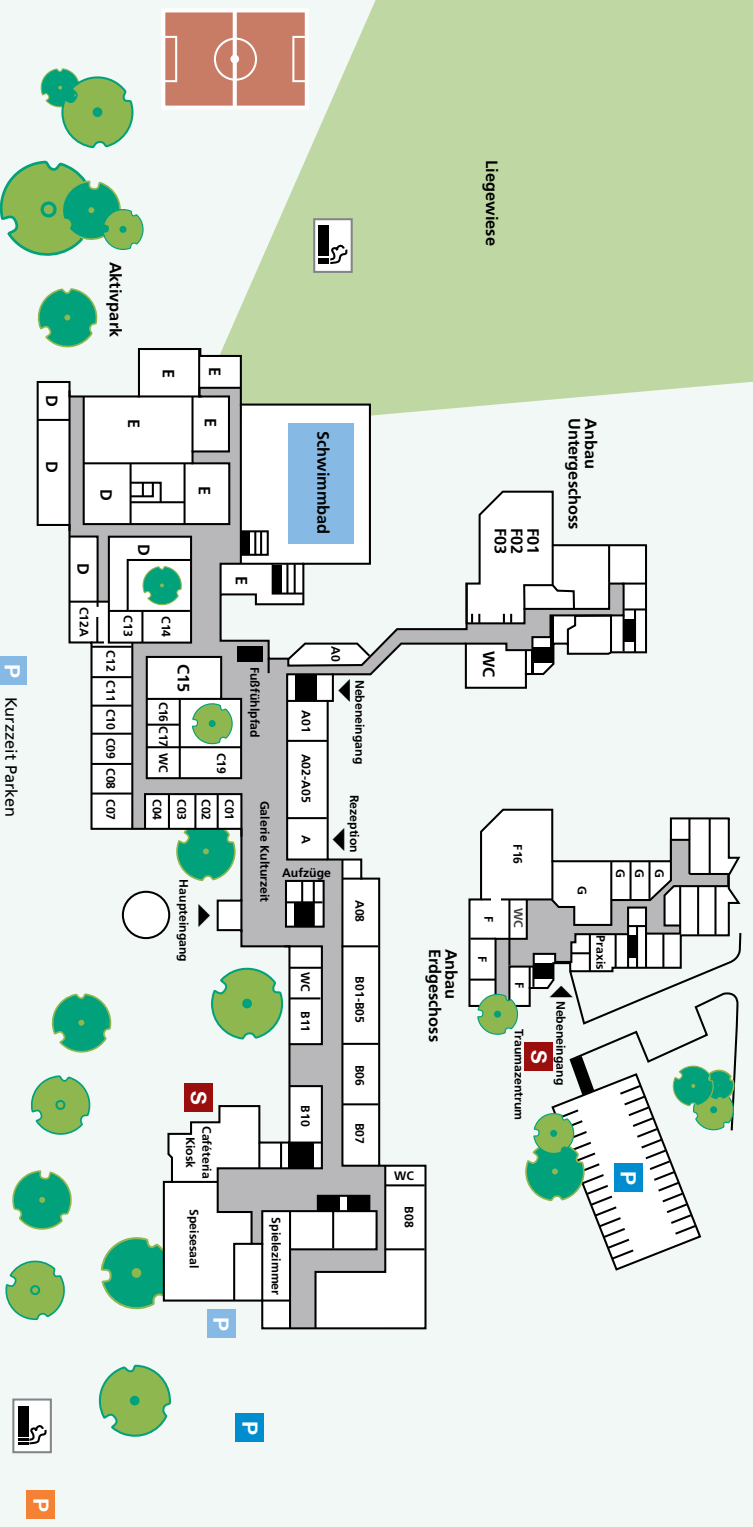 Liegewiese
Aktivpark
Anbau
Untergeschoss
F01
F02
F03
WC
Schwimmbad
E
E
E
E
E
E
D
D
D
D
D
C12A
C13
C14
C12
C11
C10
C09
C08
C07
C15
C16
C17
WC
C19
C04
C03
C02
C01
Fußfühlpfad
A0
Nebeneingang
A01
A02-A05
Rezeption
A
Galerie Kulturzeit
Aufzüge
Haupteingang
A08
B01-B05
B06
B07
WC
B11
B10
WC
B08
S
Caféteria
Kiosk
Speisesaal
Spielezimmer
P
P
P
P Kurzzeit Parken
Anbau
Erdgeschoss
F16
G
G
G
G
F
WC
F
F
Praxis
Nebeneingang
S
Traumazentrum
P